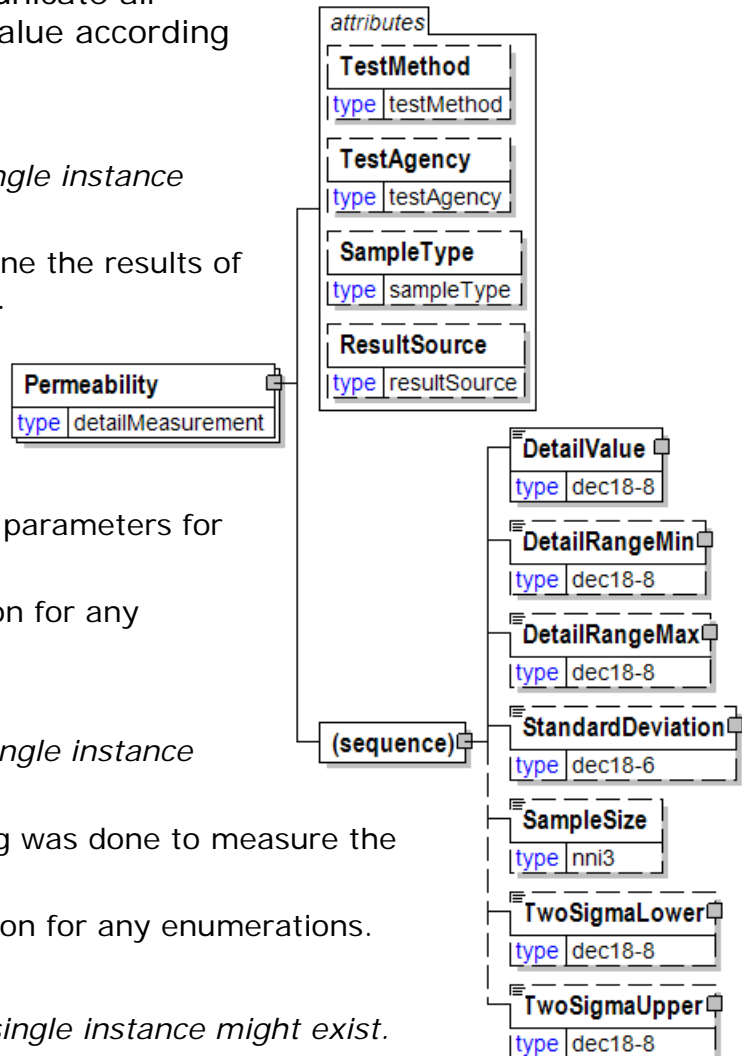 alue according
ngle instance
ne the results of
Permeability
type detailMeasurement
parameters for
on for any
ngle instance
g was done to measure the
on for any enumerations.
single instance might exist.
attributes
TestMethod
type testMethod
TestAgency
type testAgency
SampleType
type sampleType
ResultSource
type resultSource
(sequence)
DetailValue
type dec18-8
DetailRangeMin
type dec18-8
DetailRangeMax
type dec18-8
StandardDeviation
type dec18-6
SampleSize
type nni3
TwoSigmaLower
type dec18-8
TwoSigmaUpper
type dec18-8